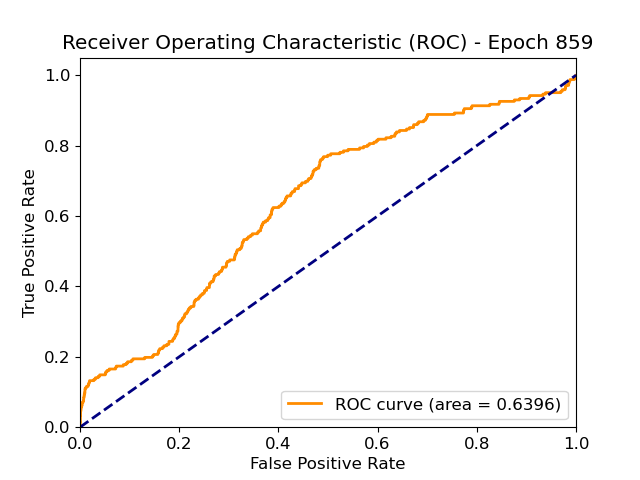 Receiver Operating Characteristic (ROC) - Epoch 859
True Positive Rate
1.0
0.8
0.6
0.4
0.2
0.0
ROC curve (area = 0.6396)
0.0 0.2 0.4 0.6 0.8 1.0
False Positive Rate